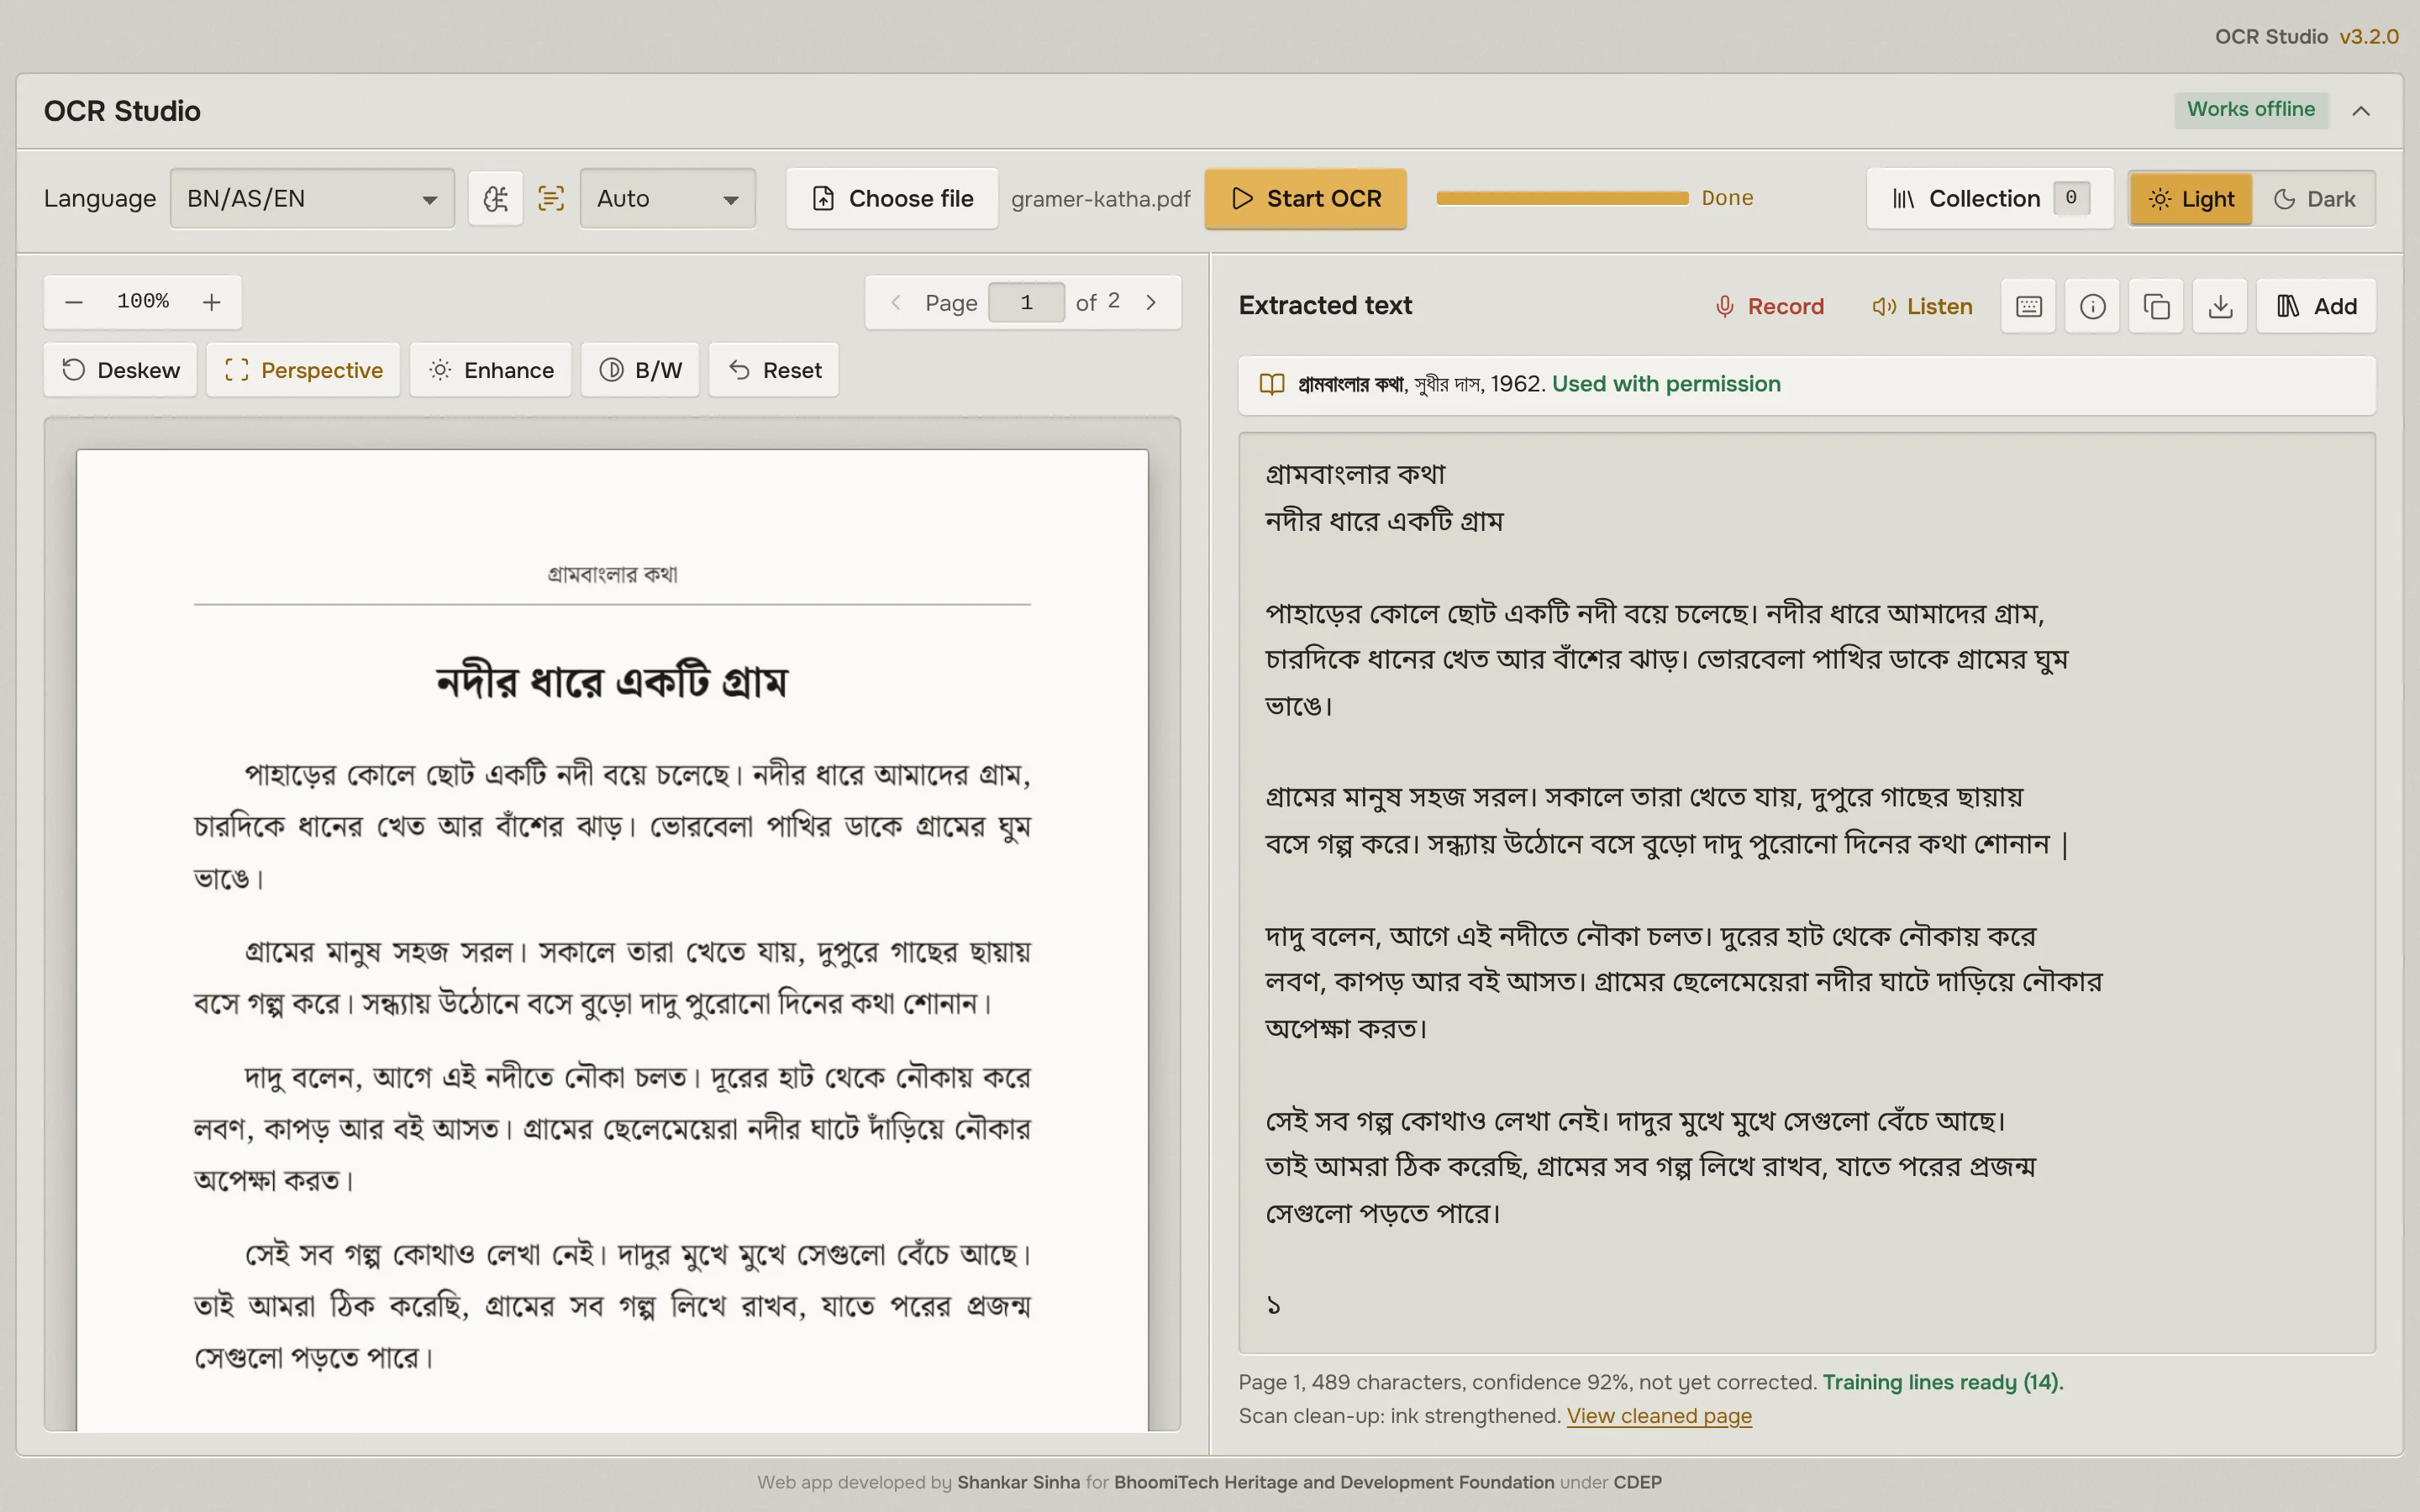 OCR Studio v3.2.0
OCR Studio
Works offline
Language
BN/AS/EN
Auto
Choose file
gramer-katha.pdf
Start OCR
Done
Collection 0
Light
Dark
100%
Page 1 of 2
Deskew
Perspective
Enhance
B/W
Reset
গ্রামবাংলার কথা
নদীর ধারে একটি গ্রাম
পাহাড়ের কোলে ছোট একটি নদী বয়ে চলেছে। নদীর ধারে আমাদের গ্রাম,
চারদিকে ধানের খেত আর বাঁশের ঝাড়। ভোরবেলা পাখির ডাকে গ্রামের ঘুম
ভাঙে।
গ্রামের মানুষ সহজ সরল। সকালে তারা খেতে যায়, দুপুরে গাছের ছায়ায়
বসে গল্প করে। সন্ধ্যায় উঠোনে বসে বুড়ো দাদু পুরোনো দিনের কথা শোনান।
দাদু বলেন, আগে এই নদীতে নৌকা চলত। দূরের হাট থেকে নৌকায় করে
লবণ, কাপড় আর বই আসত। গ্রামের ছেলেমেয়েরা নদীর ঘাটে দাঁড়িয়ে নৌকার
অপেক্ষা করত।
সেই সব গল্প কোথাও লেখা নেই। দাদুর মুখে মুখে সেগুলো বেঁচে আছে।
তাই আমরা ঠিক করেছি, গ্রামের সব গল্প লিখে রাখব, যাতে পরের প্রজন্ম
সেগুলো পড়তে পারে।
Extracted text
Record
Listen
Add
গ্রামবাংলার কথা, সুধীর দাস, 1962. Used with permission
গ্রামবাংলার কথা
নদীর ধারে একটি গ্রাম
পাহাড়ের কোলে ছোট একটি নদী বয়ে চলেছে। নদীর ধারে আমাদের গ্রাম,
চারদিকে ধানের খেত আর বাঁশের ঝাড়। ভোরবেলা পাখির ডাকে গ্রামের ঘুম
ভাঙে।
গ্রামের মানুষ সহজ সরল। সকালে তারা খেতে যায়, দুপুরে গাছের ছায়ায়
বসে গল্প করে। সন্ধ্যায় উঠোনে বসে বুড়ো দাদু পুরোনো দিনের কথা শোনান |
দাদু বলেন, আগে এই নদীতে নৌকা চলত। দুরের হাট থেকে নৌকায় করে
লবণ, কাপড় আর বই আসত। গ্রামের ছেলেমেয়েরা নদীর ঘাটে দাড়িয়ে নৌকার
অপেক্ষা করত।
সেই সব গল্প কোথাও লেখা নেই। দাদুর মুখে মুখে সেগুলো বেঁচে আছে।
তাই আমরা ঠিক করেছি, গ্রামের সব গল্প লিখে রাখব, যাতে পরের প্রজন্ম
সেগুলো পড়তে পারে।
১
Page 1, 489 characters, confidence 92%, not yet corrected. Training lines ready (14).
Scan clean-up: ink strengthened. View cleaned page
Web app developed by Shankar Sinha for BhoomiTech Heritage and Development Foundation under CDEP